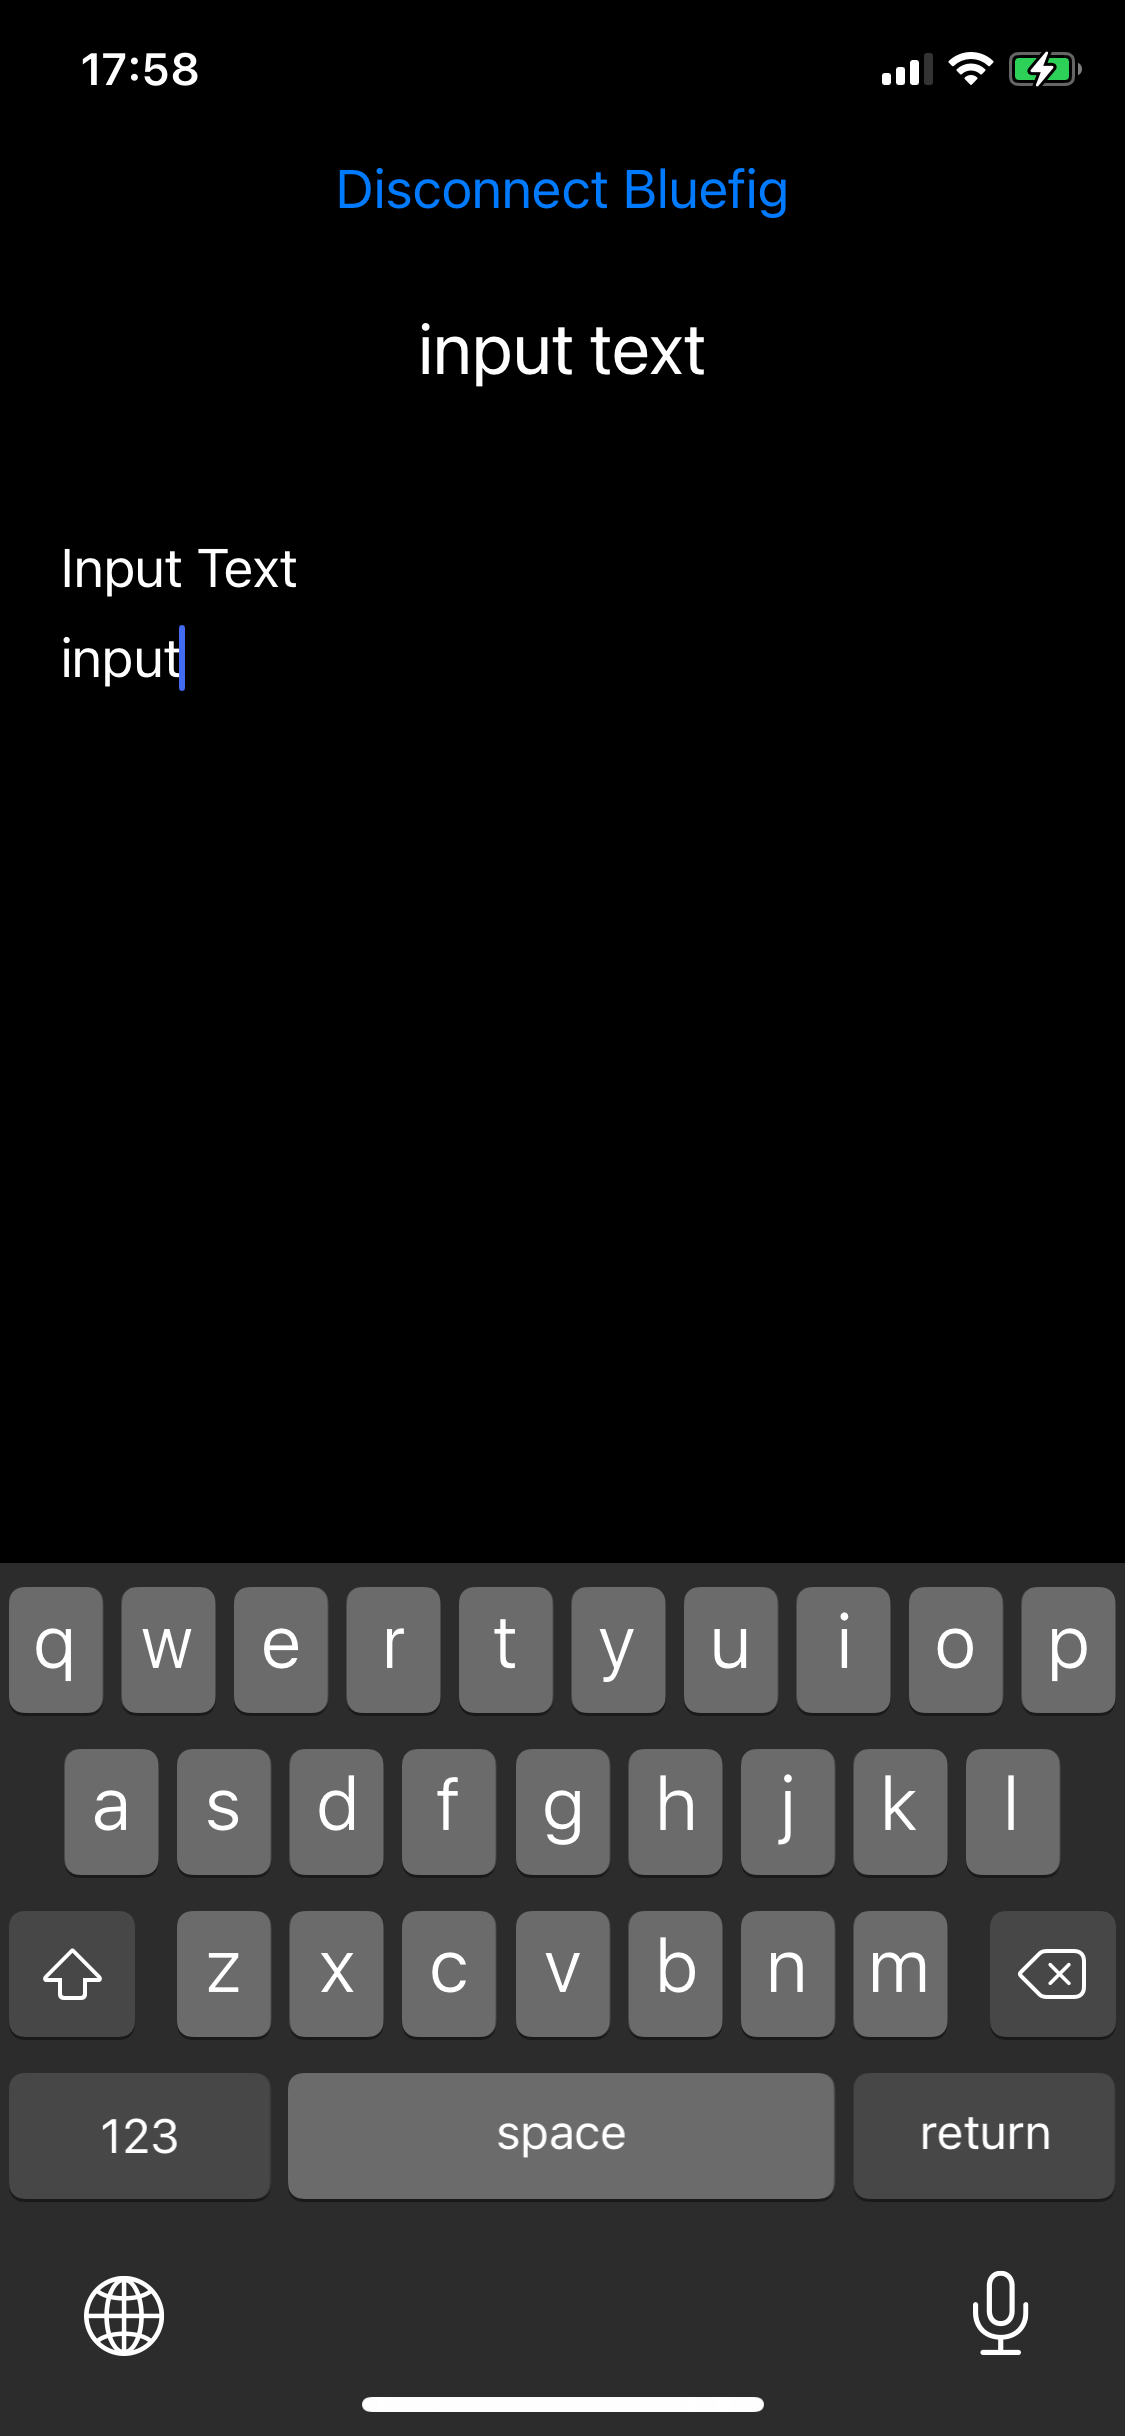 17:58
Disconnect Bluefig
input text
Input Text
input
q w e r t y u i o p
a s d f g h j k l
z x c v b n m
123 space return